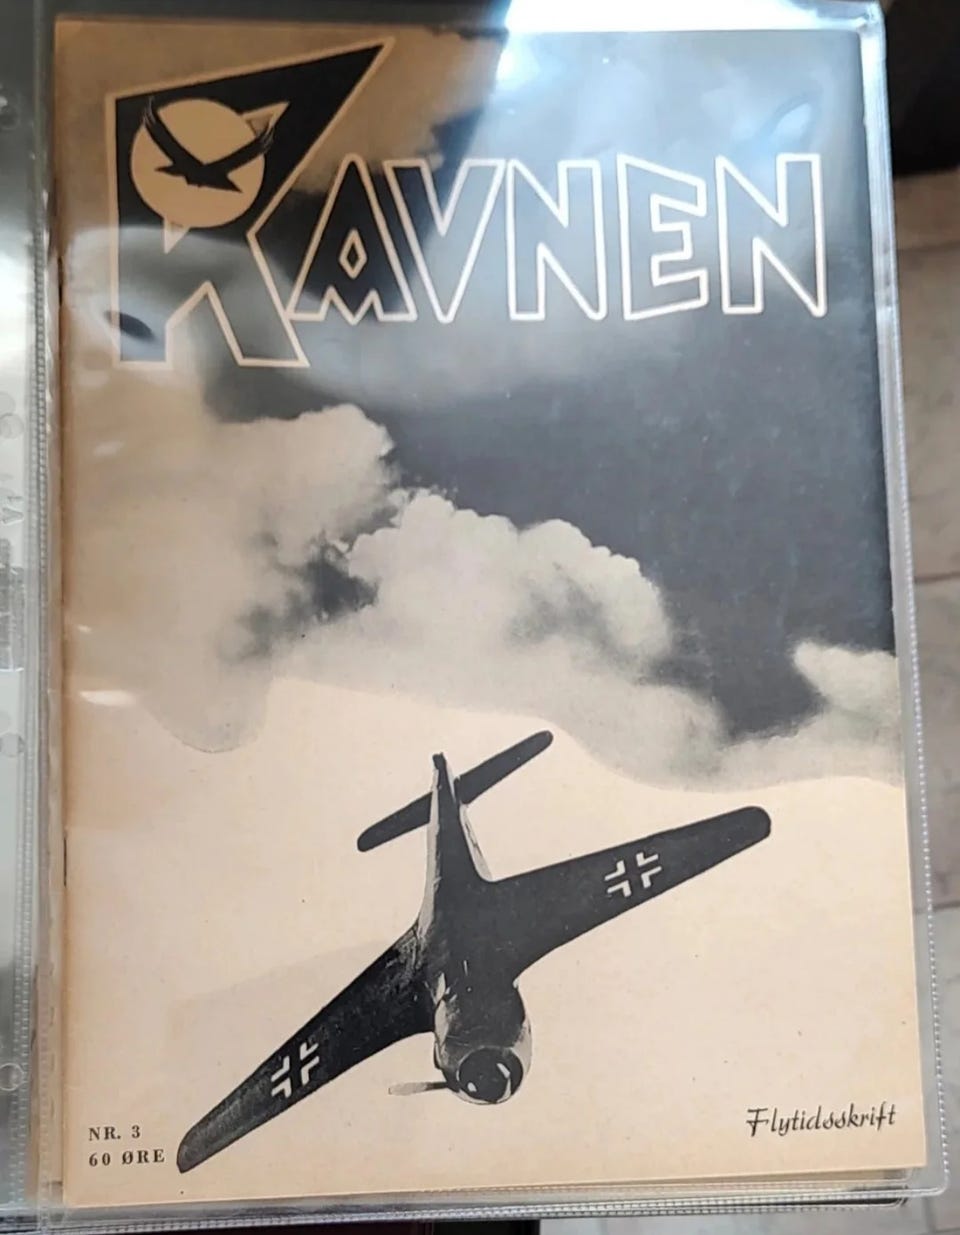 RAVNEN
NR. 3
60 ØRE
Flytidsskrift